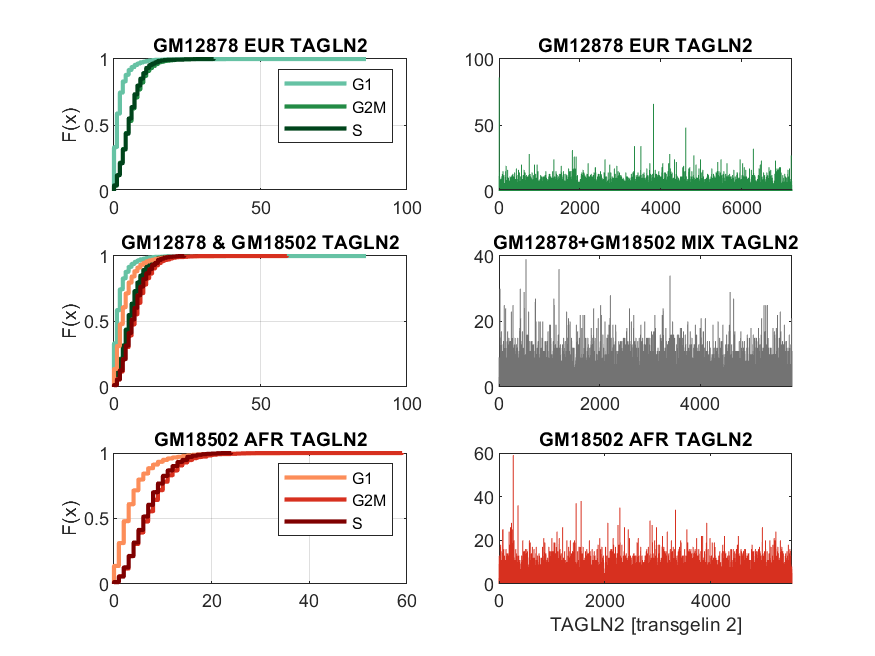 GM12878 EUR TAGLN2
1
0.5
0
F(x)
0
50
100
G1
G2M
S
GM12878 EUR TAGLN2
100
50
0
0
2000
4000
6000
GM12878 & GM18502 TAGLN2
1
0.5
0
F(x)
0
50
100
GM12878+GM18502 MIX TAGLN2
40
20
0
0
2000
4000
GM18502 AFR TAGLN2
1
0.5
0
F(x)
0
20
40
60
G1
G2M
S
GM18502 AFR TAGLN2
60
40
20
0
0
2000
4000
TAGLN2 [transgelin 2]